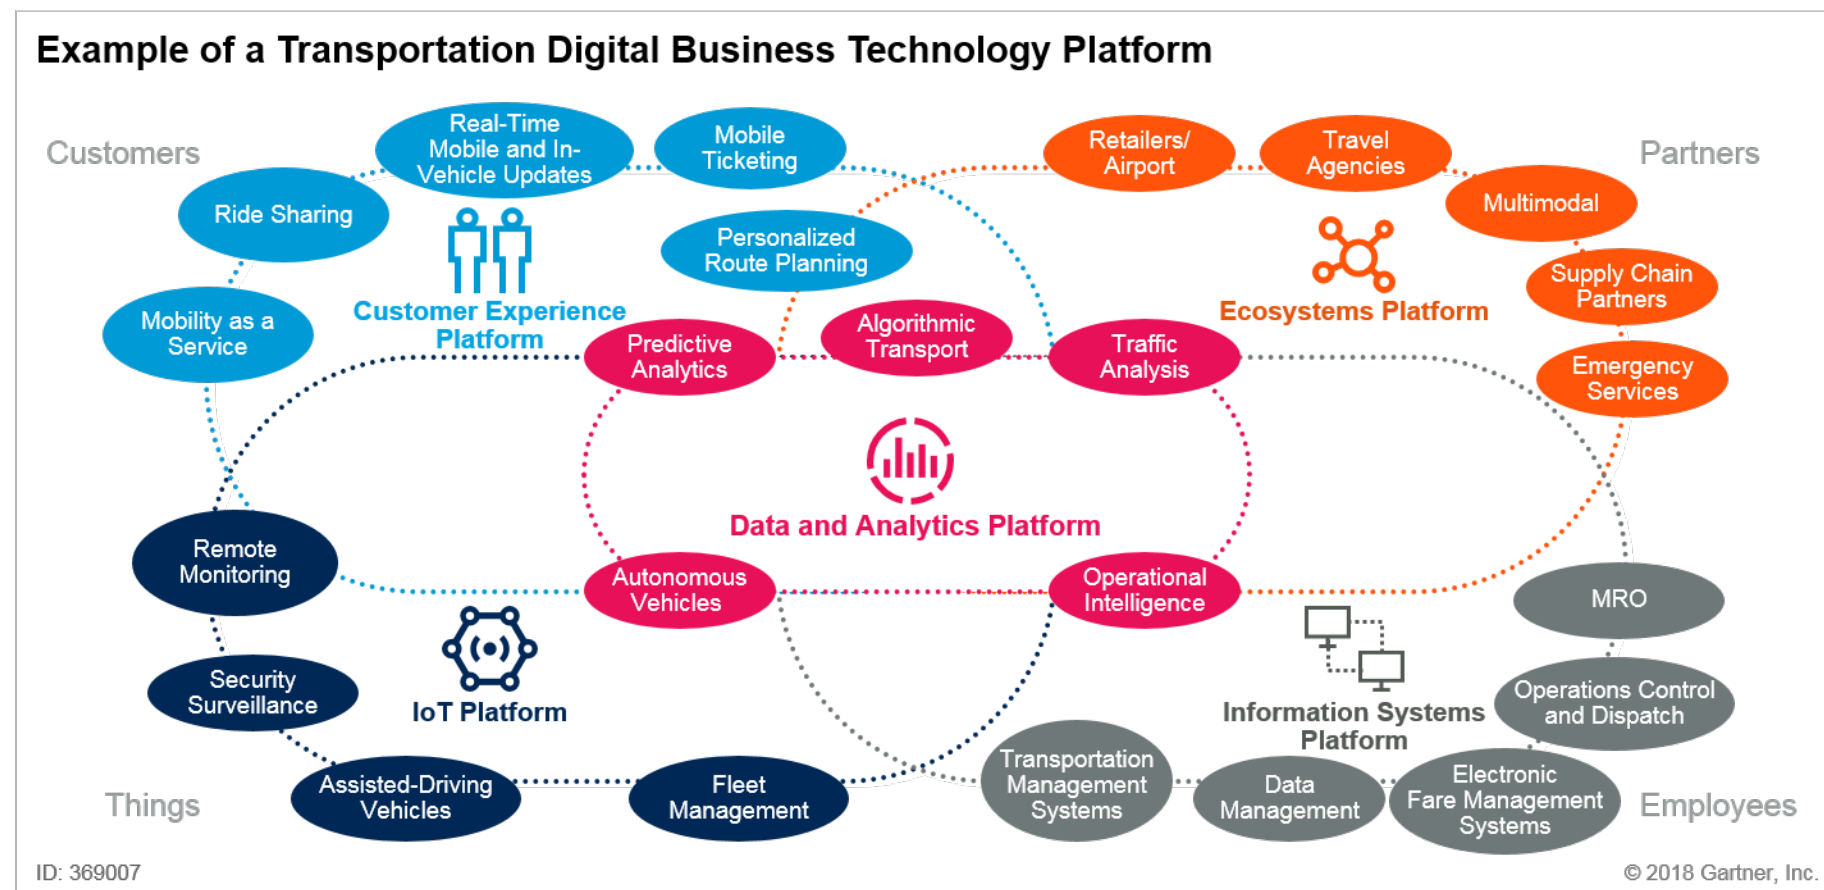 Example of a Transportation Digital Business Technology Platform
Customers
Real-Time
Mobile and In-
Vehicle Updates
Mobile
Ticketing
Retailers/
Airport
Travel
Agencies
Partners
Ride Sharing
Multimodal
Personalized
Route Planning
Supply Chain
Partners
Mobility as a
Service
Customer Experience
Platform
Ecosystems Platform
Predictive
Analytics
Algorithmic
Transport
Traffic
Analysis
Emergency
Services
Data and Analytics Platform
Remote
Monitoring
Autonomous
Vehicles
Operational
Intelligence
MRO
Security
Surveillance
IoT Platform
Information Systems
Platform
Operations Control
and Dispatch
Things
Assisted-Driving
Vehicles
Fleet
Management
Transportation
Management
Systems
Data
Management
Electronic
Fare Management
Systems
Employees
ID: 369007
© 2018 Gartner, Inc.